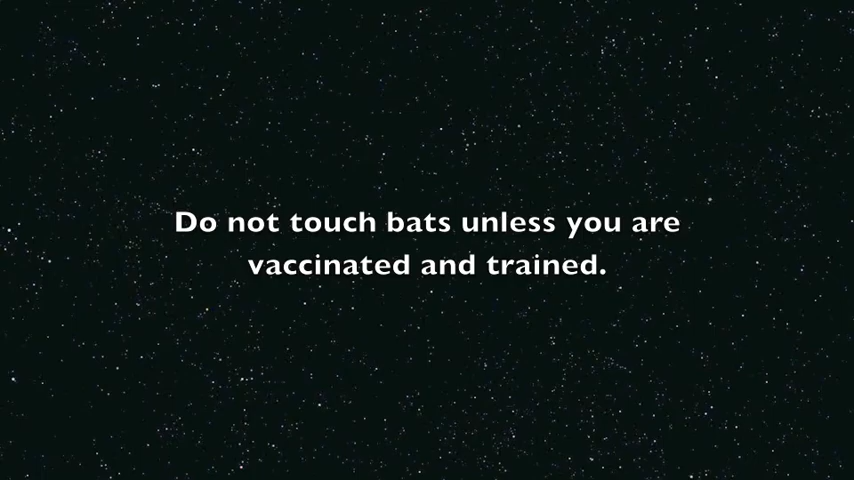 Do not touch bats unless you are
vaccinated and trained.